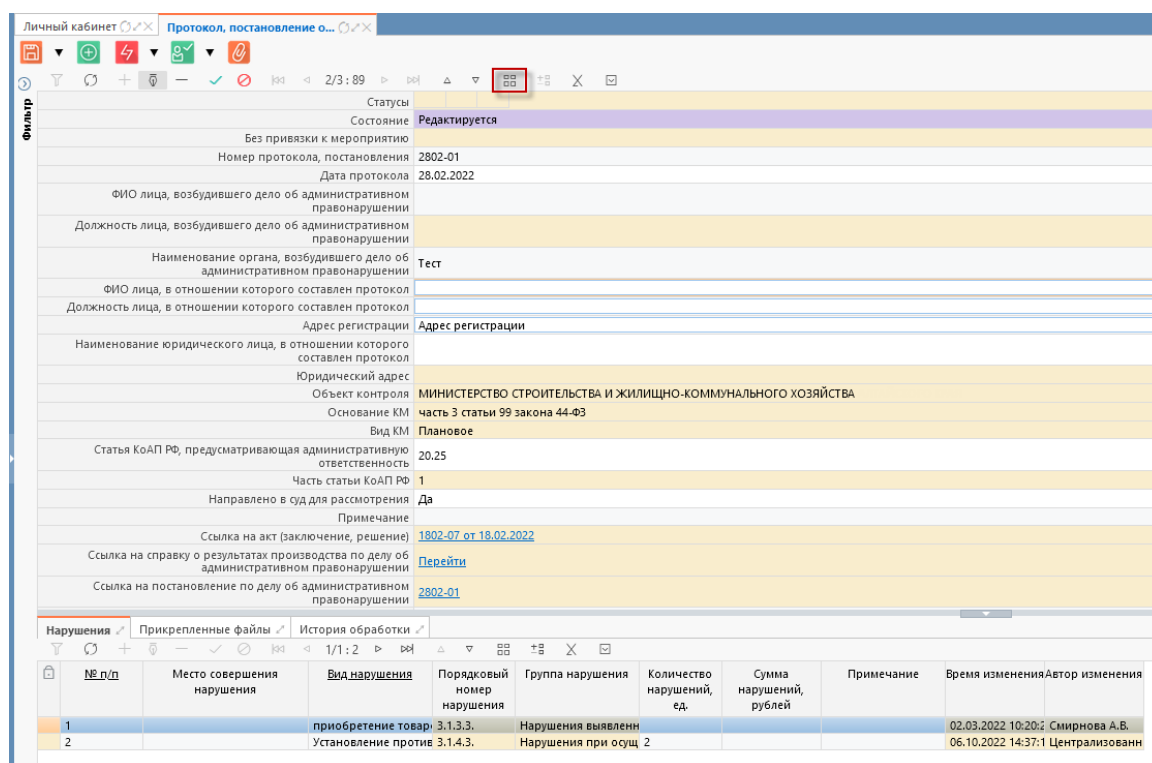 Личный кабинет Протокол, постановление о...
2/3 : 89
Фильтр
Статусы
Состояние Редактируется
Без привязки к мероприятию
Номер протокола, постановления 2802-01
Дата протокола 28.02.2022
ФИО лица, возбудившего дело об административном
правонарушении
Должность лица, возбудившего дело об административном
правонарушении
Наименование органа, возбудившего дело об
административном правонарушении Тест
ФИО лица, в отношении которого составлен протокол
Должность лица, в отношении которого составлен протокол
Адрес регистрации Адрес регистрации
Наименование юридического лица, в отношении которого
составлен протокол
Юридический адрес
Объект контроля МИНИСТЕРСТВО СТРОИТЕЛЬСТВА И ЖИЛИЩНО-КОММУНАЛЬНОГО ХОЗЯЙСТВА
Основание КМ часть 3 статьи 99 закона 44-ФЗ
Вид КМ Плановое
Статья КоАП РФ, предусматривающая административную
ответственность 20.25
Часть статьи КоАП РФ 1
Направлено в суд для рассмотрения Да
Примечание
Ссылка на акт (заключение, решение) 1802-07 от 18.02.2022
Ссылка на справку о результатах производства по делу об
административном правонарушении Перейти
Ссылка на постановление по делу об административном
правонарушении 2802-01
Нарушения Прикрепленные файлы История обработки
1/1 : 2
№ п/п Место совершения нарушения Вид нарушения Порядковый номер нарушения Группа нарушения Количество нарушений, ед. Сумма нарушений, рублей Примечание Время изменения Автор изменения
1 приобретение товар 3.1.3.3. Нарушения выявленн 02.03.2022 10:20:2 Смирнова А.В.
2 Установление против 3.1.4.3. Нарушения при осущ 2 06.10.2022 14:37:1 Централизованн